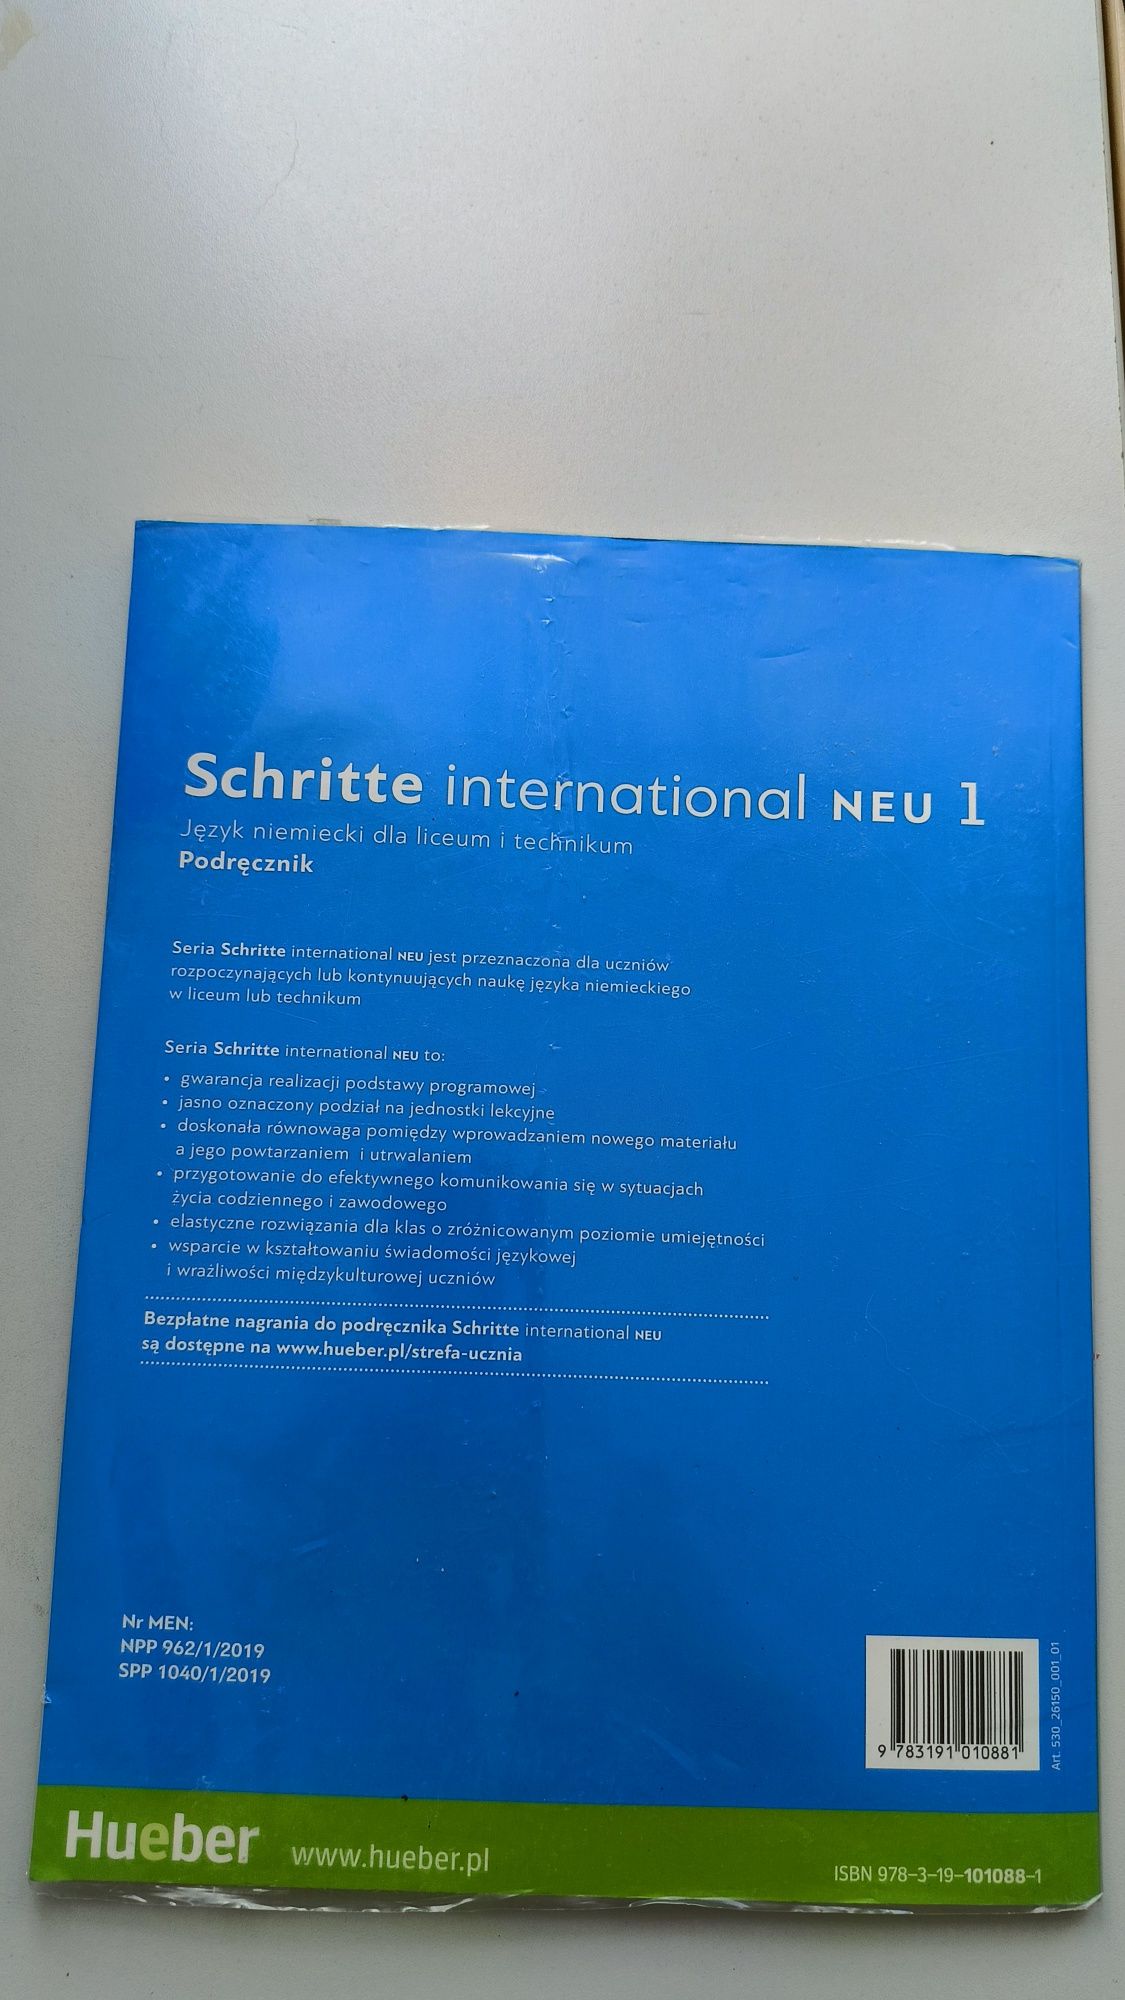 Schritte international NEU 1
Język niemiecki dla liceum i technikum
Podręcznik
Seria Schritte international NEU jest przeznaczona dla uczniów
rozpoczynających lub kontynuujących naukę języka niemieckiego
w liceum lub technikum
Seria Schritte international NEU to:
• gwarancja realizacji podstawy programowej
• jasno oznaczony podział na jednostki lekcyjne
• doskonała równowaga pomiędzy wprowadzaniem nowego materiału
a jego powtarzaniem i utrwalaniem
• przygotowanie do efektywnego komunikowania się w sytuacjach
życia codziennego i zawodowego
• elastyczne rozwiązania dla klas o zróżnicowanym poziomie umiejętności
• wsparcie w kształtowaniu świadomości językowej
i wrażliwości międzykulturowej uczniów
Bezpłatne nagrania do podręcznika Schritte international NEU
są dostępne na www.hueber.pl/strefa-ucznia
Nr MEN:
NPP 962/1/2019
SPP 1040/1/2019
9 783191 010881
Art. 530_26150_001_01
Hueber www.hueber.pl
ISBN 978-3-19-101088-1